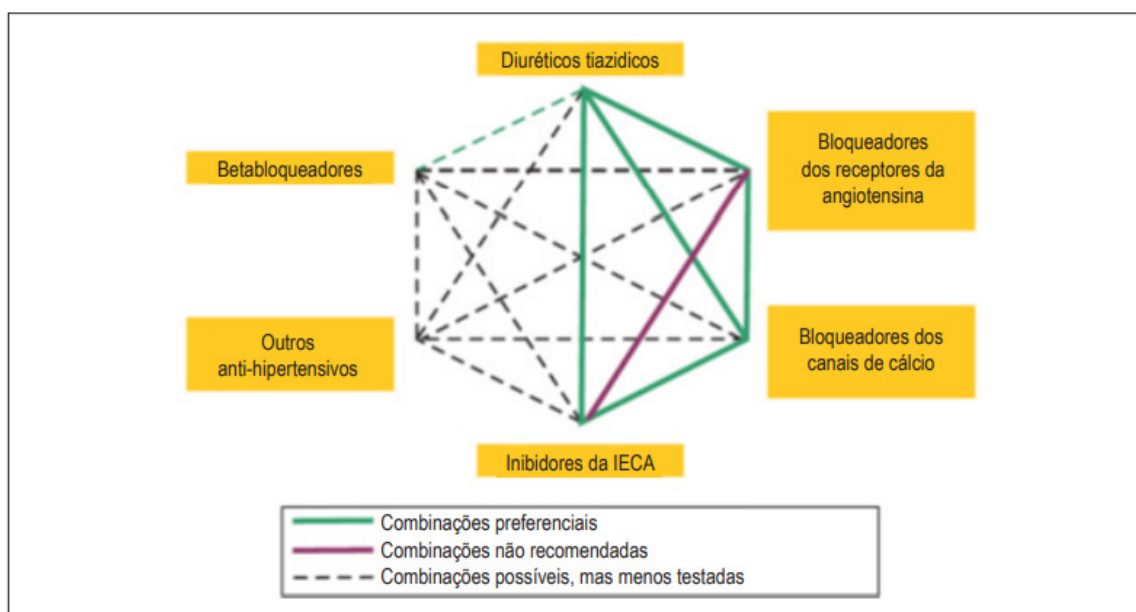 Diuréticos tiazidicos
Betabloqueadores
Bloqueadores
dos receptores da
angiotensina
Outros
anti-hipertensivos
Bloqueadores dos
canais de cálcio
Inibidores da IECA
Combinações preferenciais
Combinações não recomendadas
Combinações possíveis, mas menos testadas